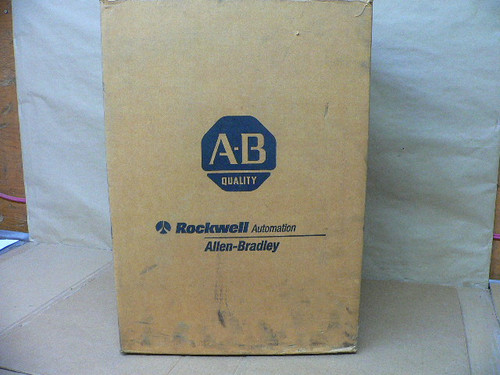 A-B
QUALITY
Rockwell Automation
Allen-Bradley